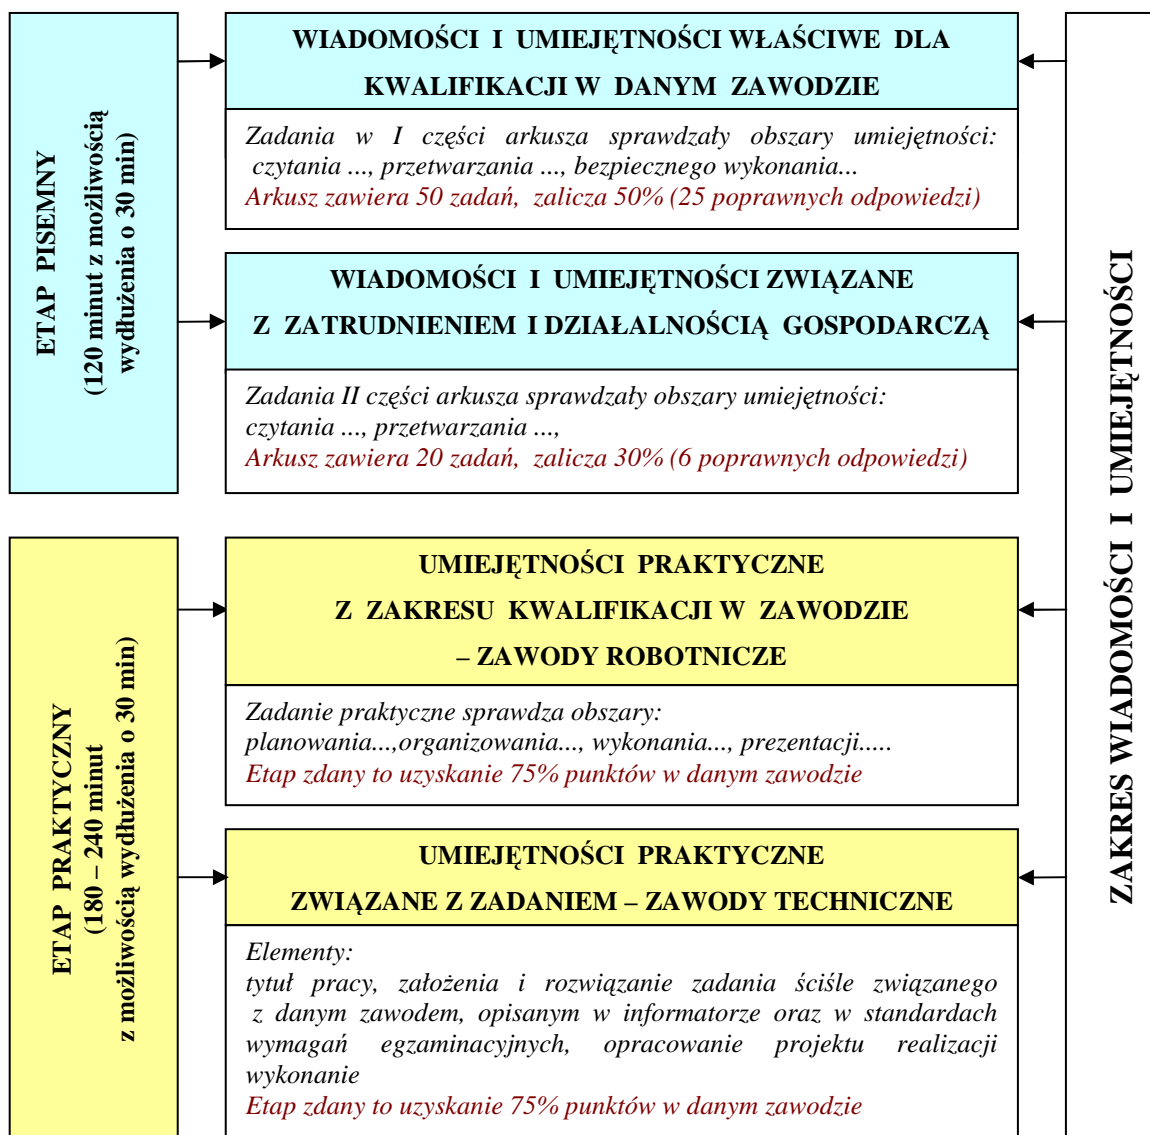 ETAP PISEMNY
(120 minut z możliwością
wydłużenia o 30 min)
WIADOMOŚCI I UMIEJĘTNOŚCI WŁAŚCIWE DLA
KWALIFIKACJI W DANYM ZAWODZIE
Zadania w I części arkusza sprawdzały obszary umiejętności:
czytania ..., przetwarzania ..., bezpiecznego wykonania...
Arkusz zawiera 50 zadań, zalicza 50% (25 poprawnych odpowiedzi)
WIADOMOŚCI I UMIEJĘTNOŚCI ZWIĄZANE
Z ZATRUDNIENIEM I DZIAŁALNOŚCIĄ GOSPODARCZĄ
Zadania II części arkusza sprawdzały obszary umiejętności:
czytania ..., przetwarzania ...,
Arkusz zawiera 20 zadań, zalicza 30% (6 poprawnych odpowiedzi)
ETAP PRAKTYCZNY
(180 – 240 minut
z możliwością wydłużenia o 30 min)
UMIEJĘTNOŚCI PRAKTYCZNE
Z ZAKRESU KWALIFIKACJI W ZAWODZIE
– ZAWODY ROBOTNICZE
Zadanie praktyczne sprawdza obszary:
planowania...,organizowania..., wykonania..., prezentacji.....
Etap zdany to uzyskanie 75% punktów w danym zawodzie
UMIEJĘTNOŚCI PRAKTYCZNE
ZWIĄZANE Z ZADANIEM – ZAWODY TECHNICZNE
Elementy:
tytuł pracy, założenia i rozwiązanie zadania ściśle związanego
z danym zawodem, opisanym w informatorze oraz w standardach
wymagań egzaminacyjnych, opracowanie projektu realizacji
wykonanie
Etap zdany to uzyskanie 75% punktów w danym zawodzie
ZAKRES WIADOMOŚCI I UMIEJĘTNOŚCI